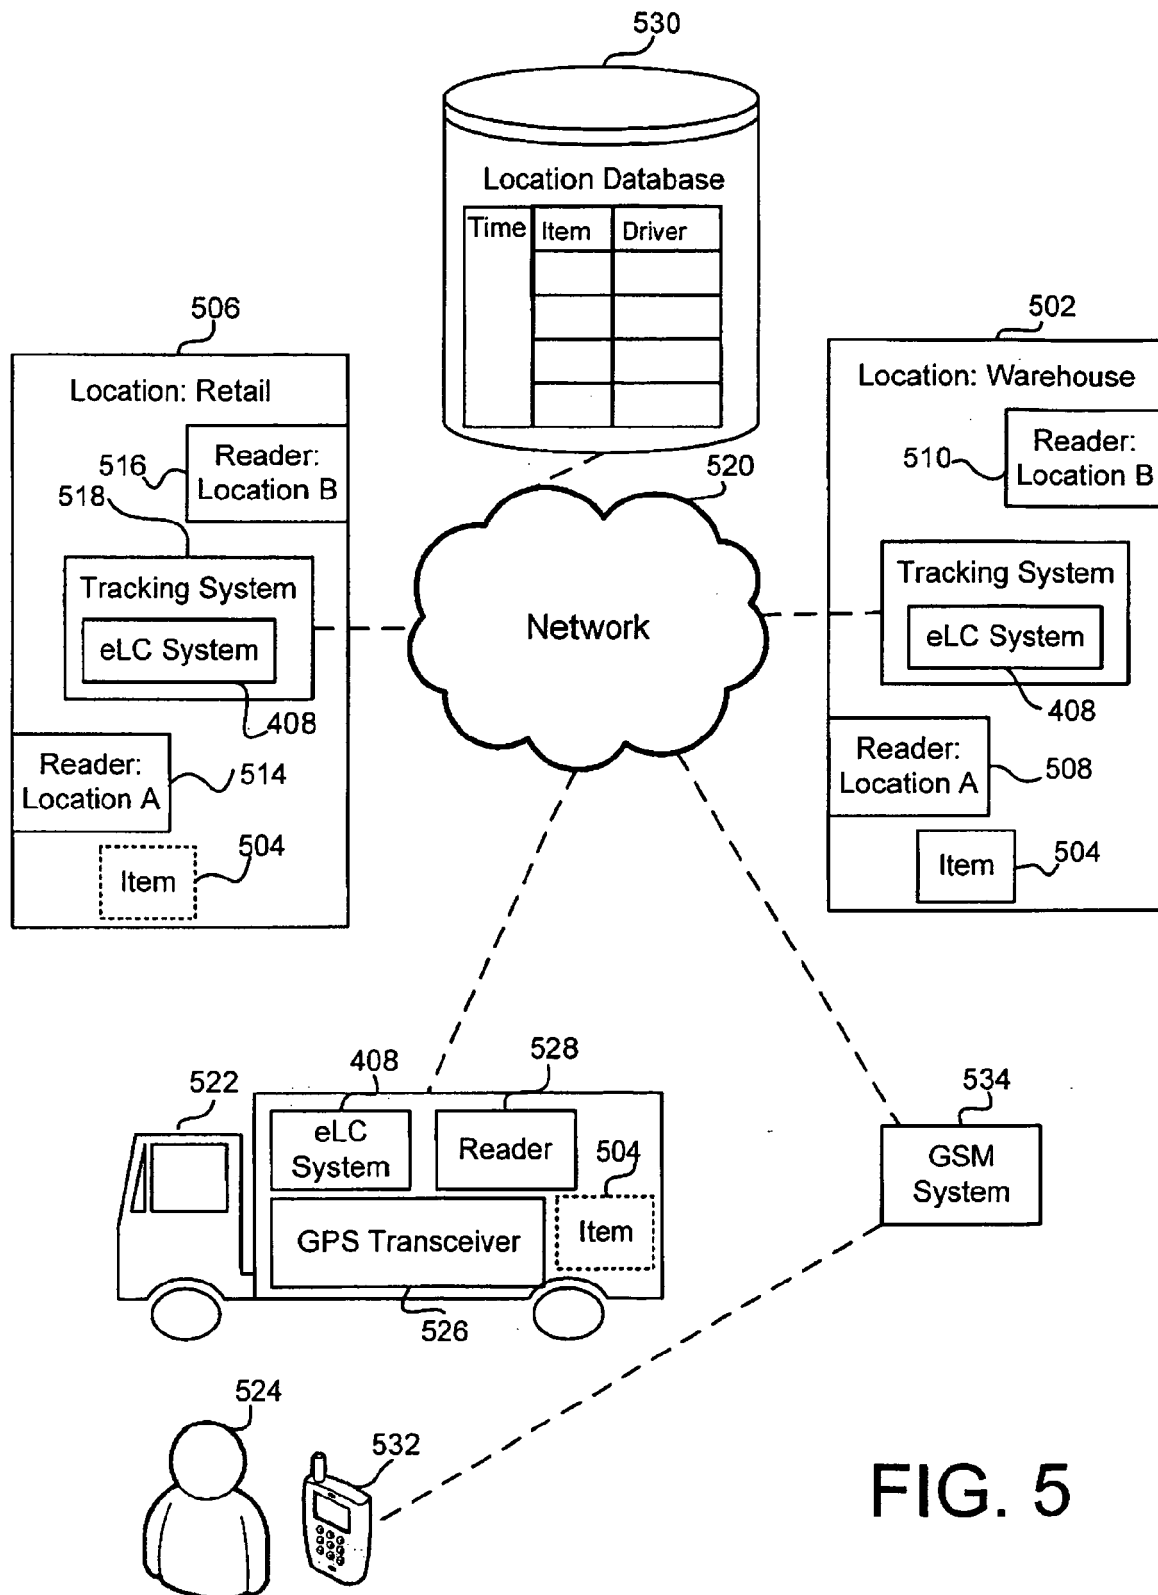 530
Location Database
Time Item Driver
506
Location: Retail
Reader:
Location B
516
518
Tracking System
eLC System
408
Reader:
Location A
514
504
Item
520
Network
502
Location: Warehouse
Reader:
Location B
510
Tracking System
eLC System
408
Reader:
Location A
508
504
Item
522
408
eLC
System
528
Reader
504
Item
GPS Transceiver
526
534
GSM
System
524
532
FIG. 5